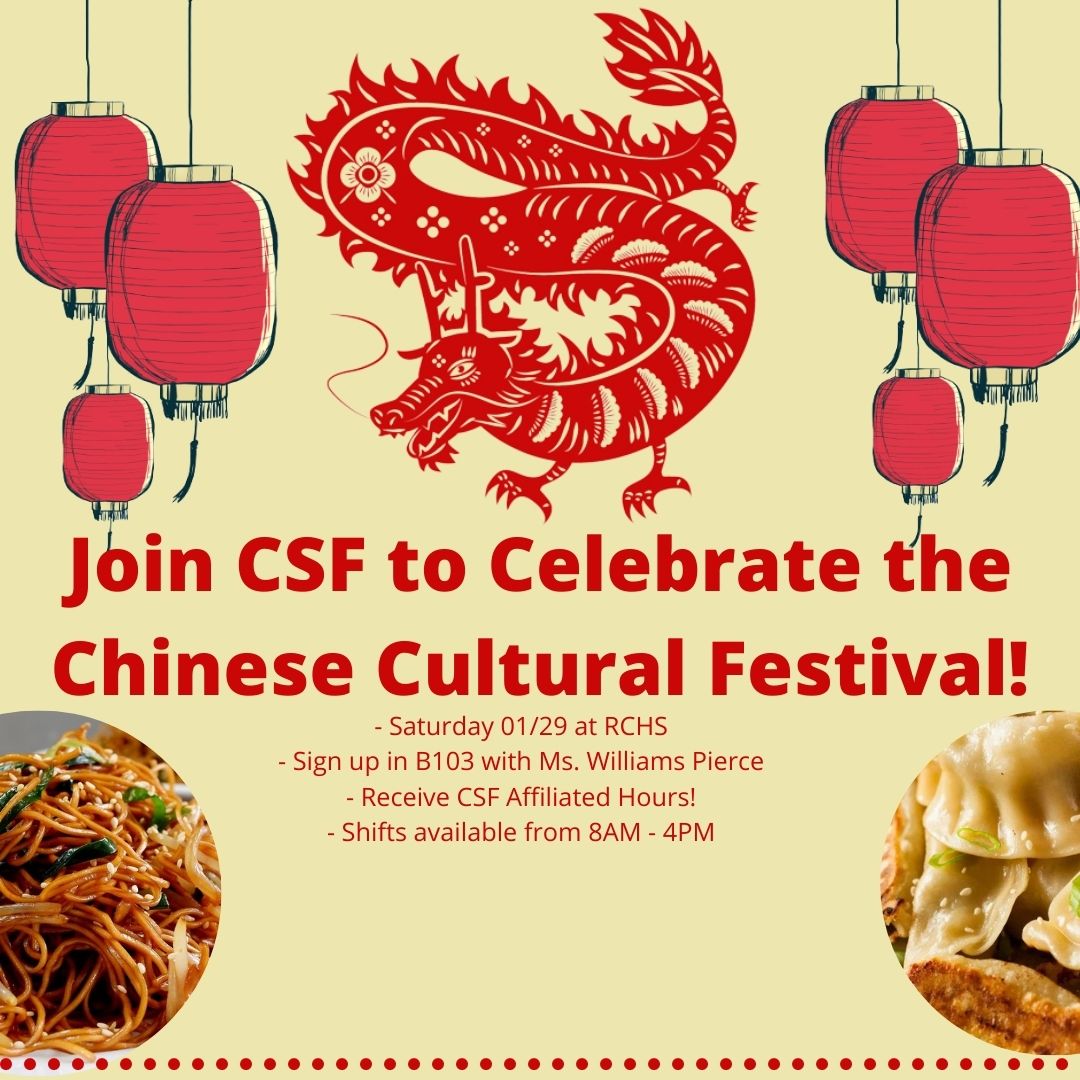 Join CSF to Celebrate the
Chinese Cultural Festival!
- Saturday 01/29 at RCHS
- Sign up in B103 with Ms. Williams Pierce
- Receive CSF Affiliated Hours!
- Shifts available from 8AM - 4PM